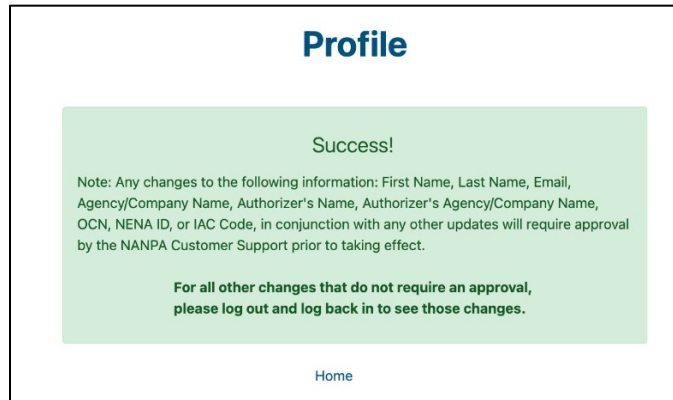 Profile
Success!
Note: Any changes to the following information: First Name, Last Name, Email,
Agency/Company Name, Authorizer's Name, Authorizer's Agency/Company Name,
OCN, NENA ID, or IAC Code, in conjunction with any other updates will require approval
by the NANPA Customer Support prior to taking effect.
For all other changes that do not require an approval,
please log out and log back in to see those changes.
Home